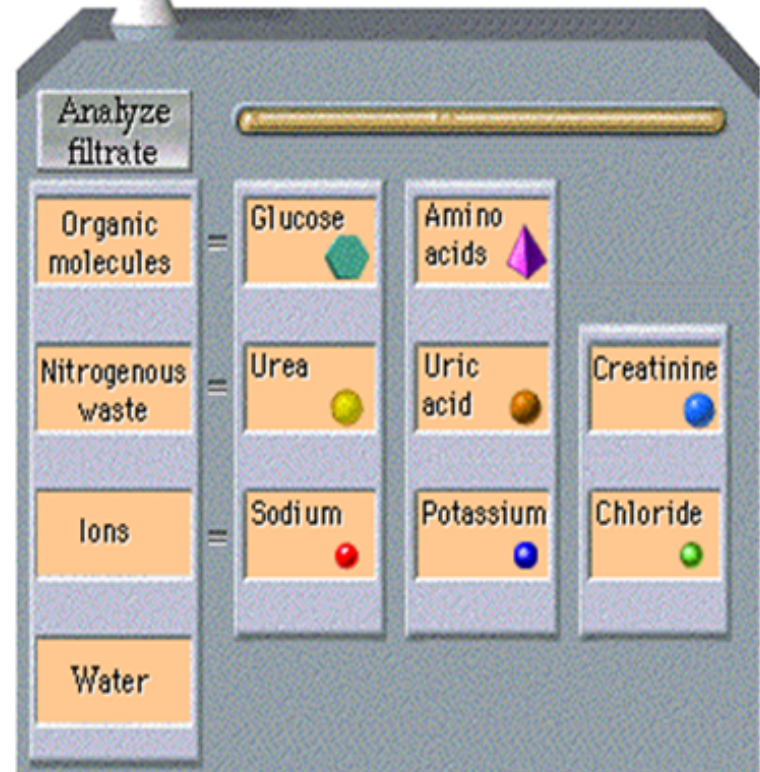 Analyze
filtrate
Organic
molecules
=
Glucose
Amino
acids
Nitrogenous
waste
=
Urea
Uric
acid
Creatinine
Ions
=
Sodium
Potassium
Chloride
Water